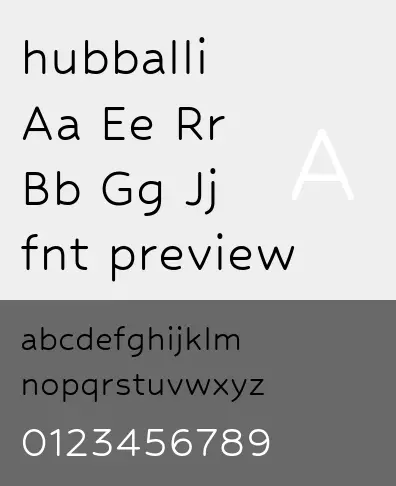 hubballi
Aa Ee Rr
A
Bb Gg Jj
fnt preview
abcdefghijklm
nopqrstuvwxyz
0123456789